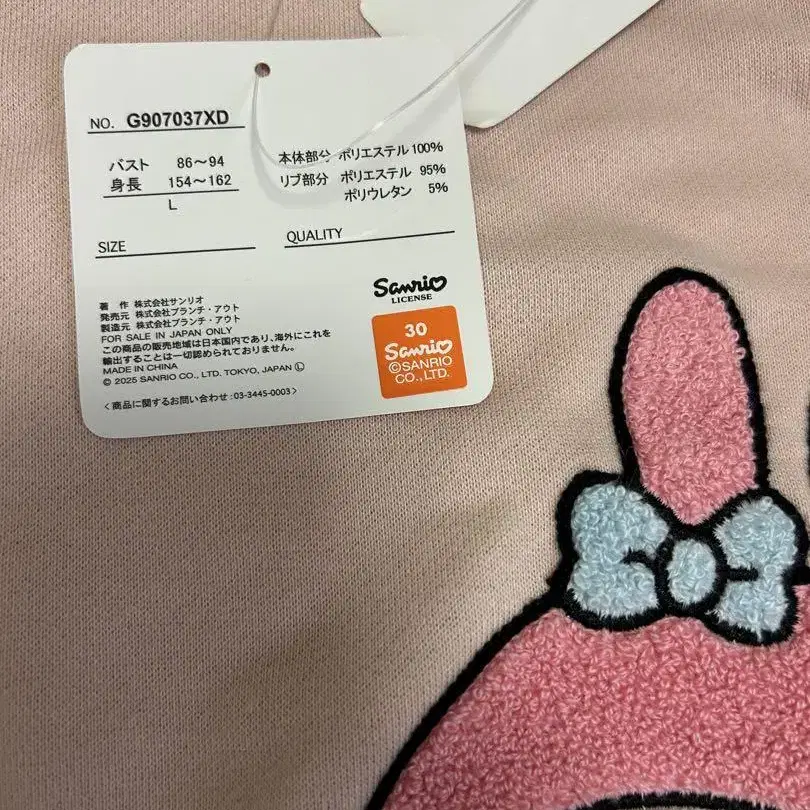 NO. G907037XD
バスト 86～94
身長 154～162
L
SIZE
本体部分 ポリエステル 100%
リブ部分 ポリエステル 95%
ポリウレタン 5%
QUALITY
著 作 株式会社サンリオ
発売元 株式会社ブランチ・アウト
製造元 株式会社ブランチ・アウト
FOR SALE IN JAPAN ONLY
この商品の販売地域は日本国内であり、海外にこれを
輸出することは一切認められておりません。
MADE IN CHINA
© 2025 SANRIO CO., LTD. TOKYO, JAPAN Ⓛ
<商品に関するお問い合わせ:03-3445-0003>
Sanrio
LICENSE
30
Sanrio
©SANRIO
CO., LTD.